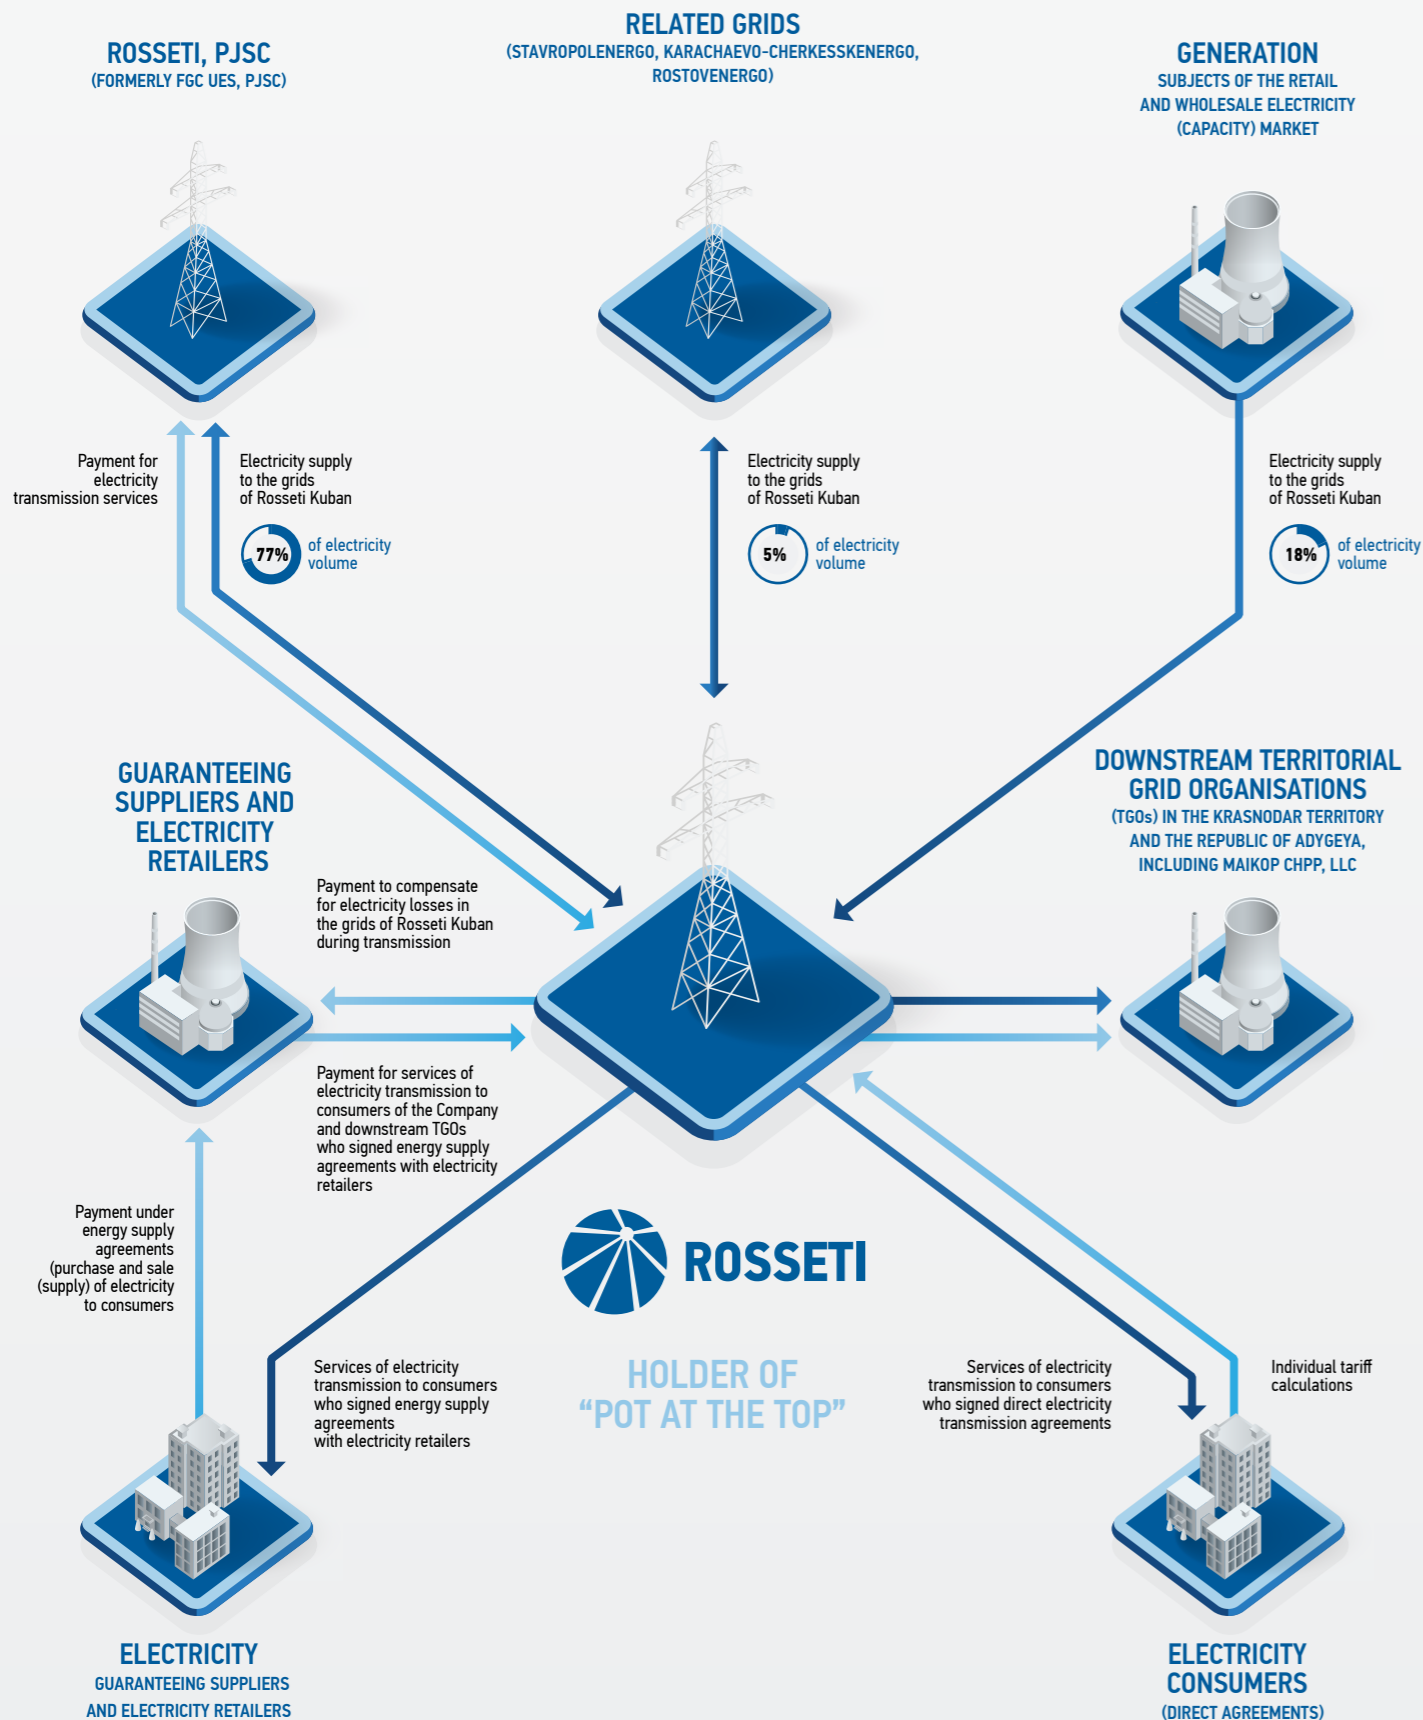 ROSSETI, PJSC
(FORMERLY FGC UES, PJSC)
RELATED GRIDS
(STAVROPOLENERGO, KARACHAEVO-CHERKESSKENERGO,
ROSTOVENERGO)
GENERATION
SUBJECTS OF THE RETAIL
AND WHOLESALE ELECTRICITY
(CAPACITY) MARKET
Payment for
electricity
transmission services
Electricity supply
to the grids
of Rosseti Kuban
77%
of electricity
volume
Electricity supply
to the grids
of Rosseti Kuban
5%
of electricity
volume
Electricity supply
to the grids
of Rosseti Kuban
18%
of electricity
volume
GUARANTEEING
SUPPLIERS AND
ELECTRICITY
RETAILERS
DOWNSTREAM TERRITORIAL
GRID ORGANISATIONS
(TGOs) IN THE KRASNODAR TERRITORY
AND THE REPUBLIC OF ADYGEYA,
INCLUDING MAIKOP CHPP, LLC
Payment to compensate
for electricity losses in
the grids of Rosseti Kuban
during transmission
Payment for services of
electricity transmission to
consumers of the Company
and downstream TGOs
who signed energy supply
agreements with electricity
retailers
Payment under
energy supply
agreements
(purchase and sale
(supply) of electricity
to consumers
ROSSETI
HOLDER OF
“POT AT THE TOP”
Services of electricity
transmission to consumers
who signed energy supply
agreements
with electricity retailers
Services of electricity
transmission to consumers
who signed direct electricity
transmission agreements
Individual tariff
calculations
ELECTRICITY
GUARANTEEING SUPPLIERS
AND ELECTRICITY RETAILERS
ELECTRICITY
CONSUMERS
(DIRECT AGREEMENTS)